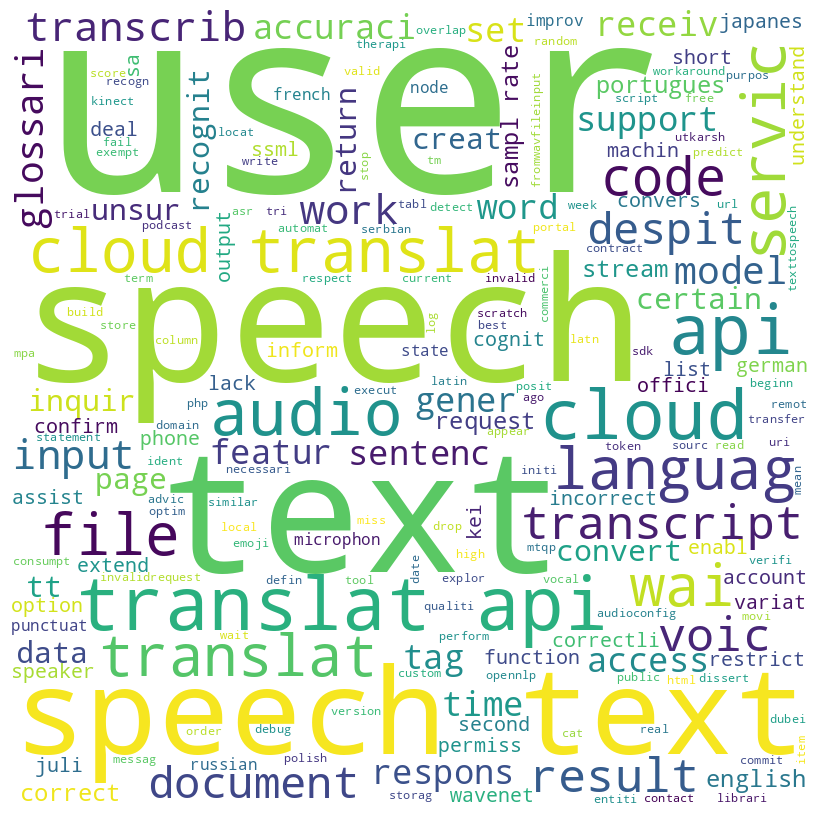 transcrib accuraci set receiv japanes
overlap improv
therapi random
user
score recogn kinect valid node french
sa deal fail exempt locat write
glossari recognit ssml return stop tm creat sampl rate
fromwavfileinput script free utkarsh predict
workaround purpos short portugues support machin
servic understand
unsur trial podcast asr tri work tabl detect word week url convers code
output automat serbian portal contract despit
cloud translat stream model texttospeech
term respect current invalid commerci certain
speech
build store column inform log state scratch best cognit latn sdk api
mpa lack php execut latin posit ago list offici german beginn
inquir confirm audio gener request appear cloud domain remot transfer
statement phone
input featur sentenc token sourc read uri
page ident necessari initi languag mean
assist advic optim similar text kei incorrect
file local emoji miss microphon high drop mtqp transcript
consumpt extend explor convert enabl verifi
tt invalidrequest defin tool date vocal wai account
option translat api qualiti audioconfig movi variat
punctuat wait perform correctli voic
data translat custom opennlp function tag access restrict
speaker public html dissert
speech text
version time second cat real dubei item
order debug permiss
juli messag russian polish commit
document respons result english
correct storag wavenet entiti contact librari